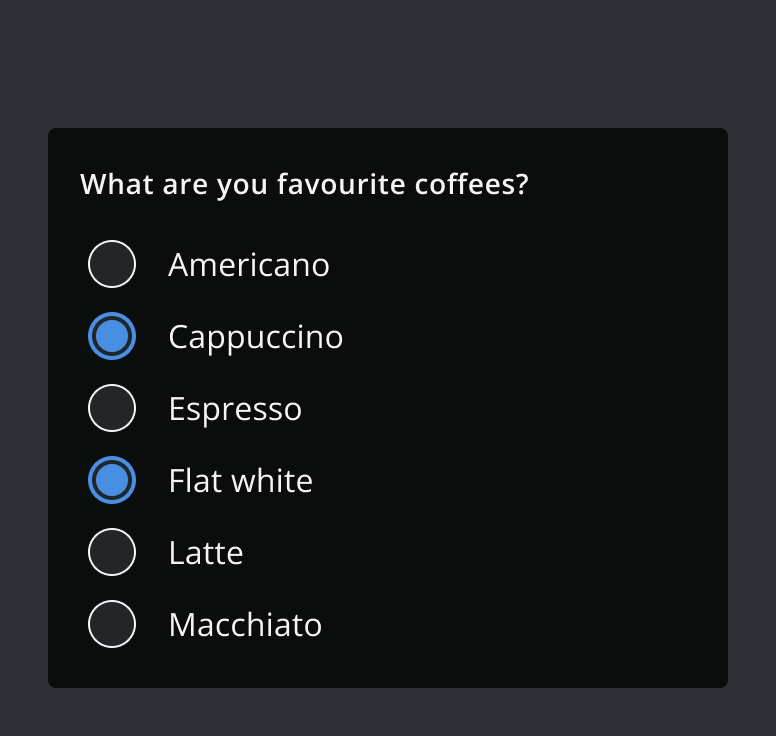 What are you favourite coffees?
Americano
Cappuccino
Espresso
Flat white
Latte
Macchiato